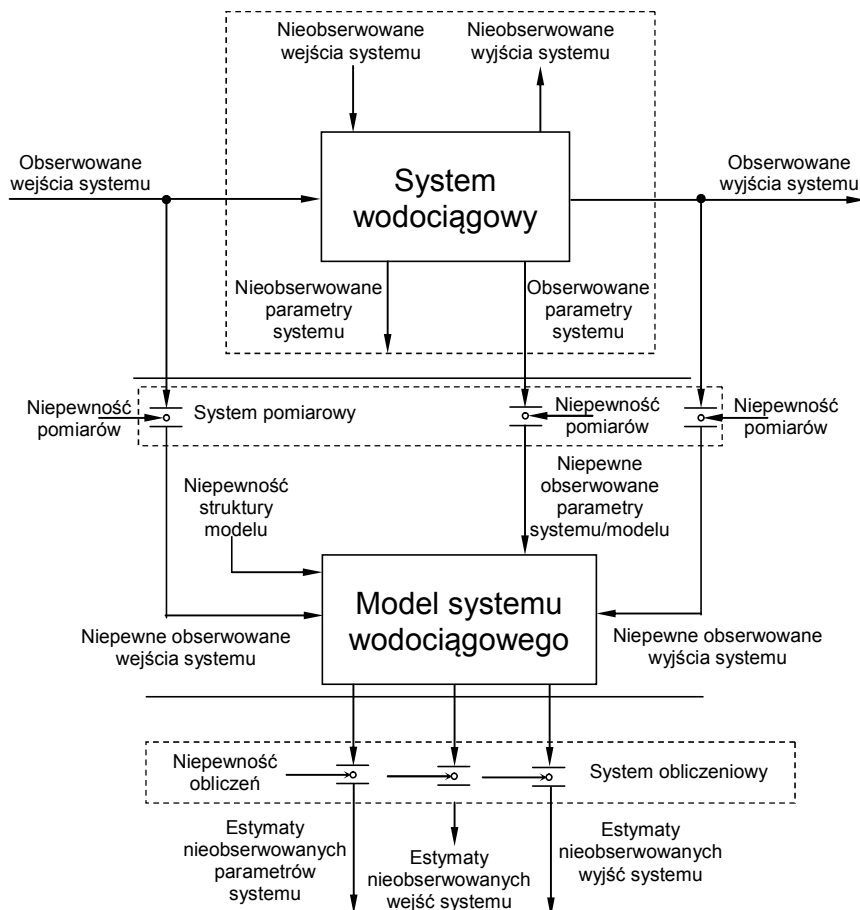 Nieobserwowane
wejścia systemu
Nieobserwowane
wyjścia systemu
Obserwowane
wejścia systemu
System
wodociągowy
Obserwowane
wyjścia systemu
Nieobserwowane
parametry
systemu
Obserwowane
parametry
systemu
Niepewność
pomiarów
System pomiarowy
Niepewność
pomiarów
Niepewność
pomiarów
Niepewność
struktury
modelu
Niepewne
obserwowane
parametry
systemu/modelu
Model systemu
wodociągowego
Niepewne obserwowane
wejścia systemu
Niepewne obserwowane
wyjścia systemu
Niepewność
obliczeń
System obliczeniowy
Estymaty
nieobserwowanych
parametrów
systemu
Estymaty
nieobserwowanych
wejść systemu
Estymaty
nieobserwowanych
wyjść systemu